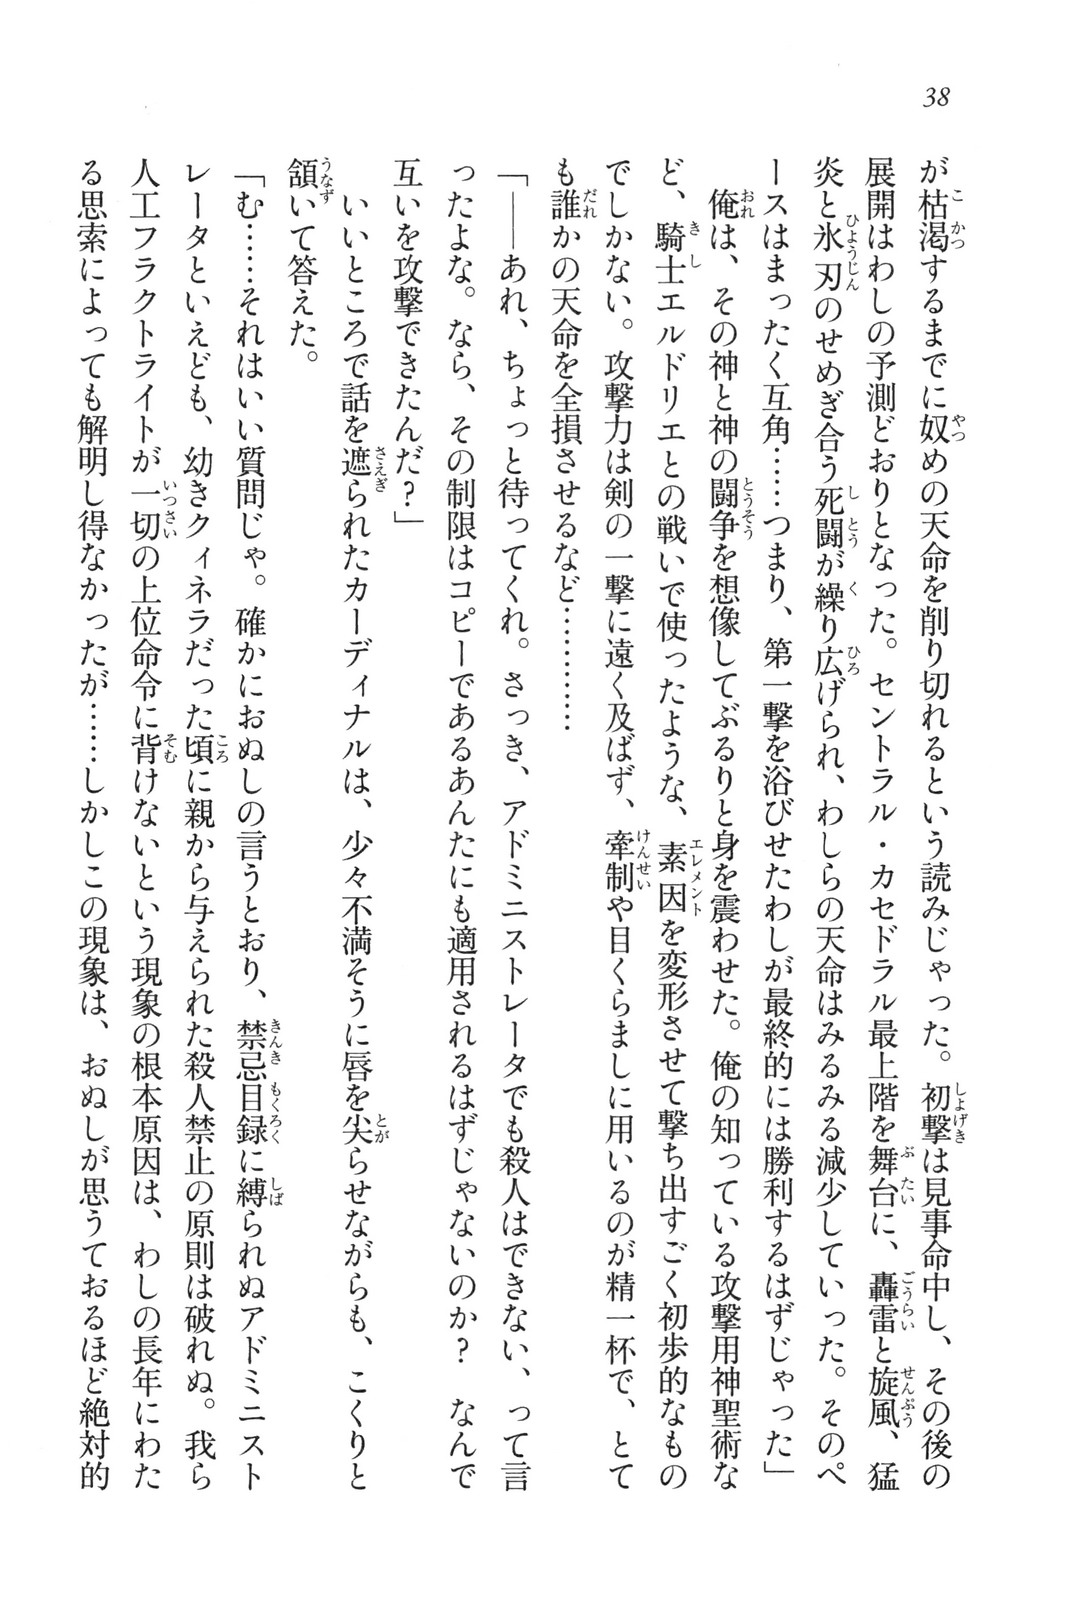 38
が枯渇するまでに奴めの天命を削り切れるという読みじゃった。初撃は見事命中し、その後の
展開はわしの予測どおりとなった。セントラル・カセドラル最上階を舞台に、轟雷と旋風、猛
炎と氷刃のせめぎ合う死闘が繰り広げられ、わしらの天命はみるみる減少していった。そのペ
ースはまったく互角……つまり、第一撃を浴びせたわしが最終的には勝利するはずじゃった」
俺は、その神と神の闘争を想像してぶるりと身を震わせた。俺の知っている攻撃用神聖術な
ど、騎士エルドリエとの戦いで使ったような、素因を変形させて撃ち出すごく初歩的なもの
でしかない。攻撃力は剣の一撃に遠く及ばず、牽制や目くらましに用いるのが精一杯で、とて
も誰かの天命を全損させるなど…………
「――あれ、ちょっと待ってくれ。さっき、アドミニストレータでも殺人はできない、って言
ったよな。なら、その制限はコピーであるあんたにも適用されるはずじゃないのか? なんで
互いを攻撃できたんだ?」
いいところで話を遮られたカーディナルは、少々不満そうに唇を尖らせながらも、こくりと
頷いて答えた。
「む……それはいい質問じゃ。確かにおぬしの言うとおり、禁忌目録に縛られぬアドミニスト
レータといえども、幼きクィネラだった頃に親から与えられた殺人禁止の原則は破れぬ。我ら
人工フラクトライトが一切の上位命令に背けないという現象の根本原因は、わしの長年にわた
る思索によっても解明し得なかったが……しかしこの現象は、おぬしが思うておるほど絶対的